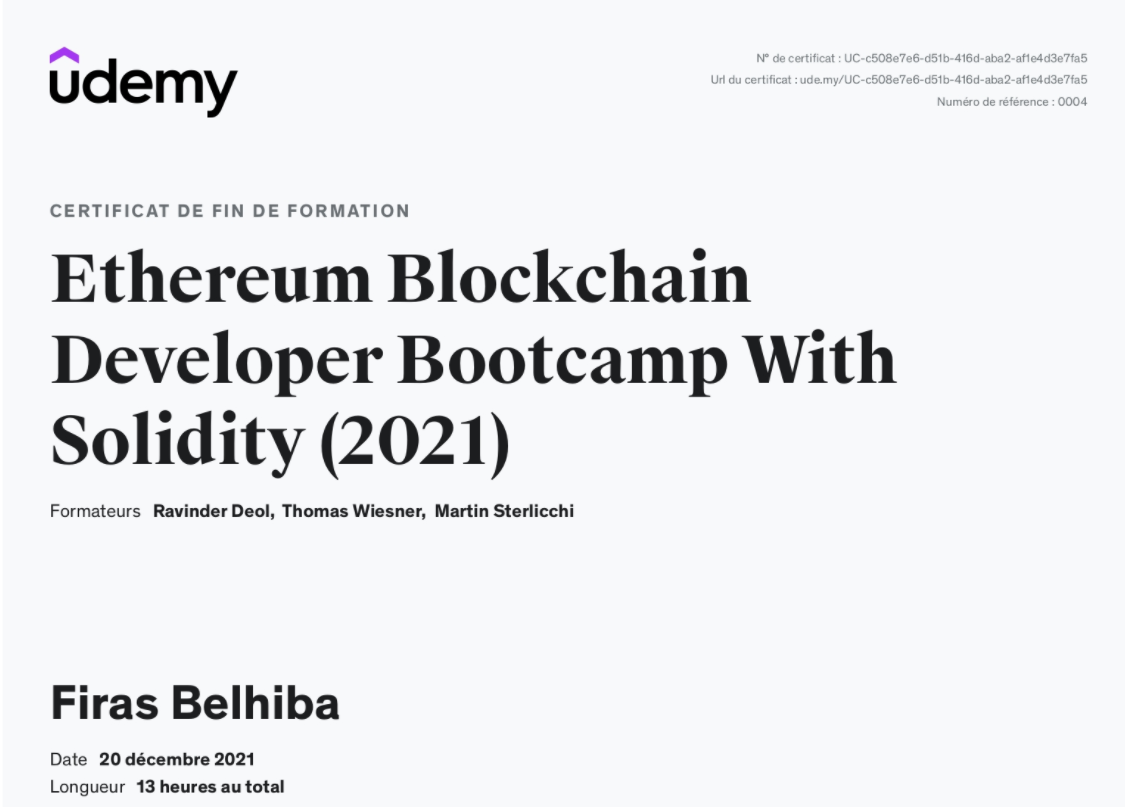 udemy
N° de certificat : UC-c508e7e6-d51b-416d-aba2-af1e4d3e7fa5
Url du certificat : ude.my/UC-c508e7e6-d51b-416d-aba2-af1e4d3e7fa5
Numéro de référence : 0004
CERTIFICAT DE FIN DE FORMATION
Ethereum Blockchain
Developer Bootcamp With
Solidity (2021)
Formateurs Ravinder Deol, Thomas Wiesner, Martin Sterlicchi
Firas Belhiba
Date 20 décembre 2021
Longueur 13 heures au total